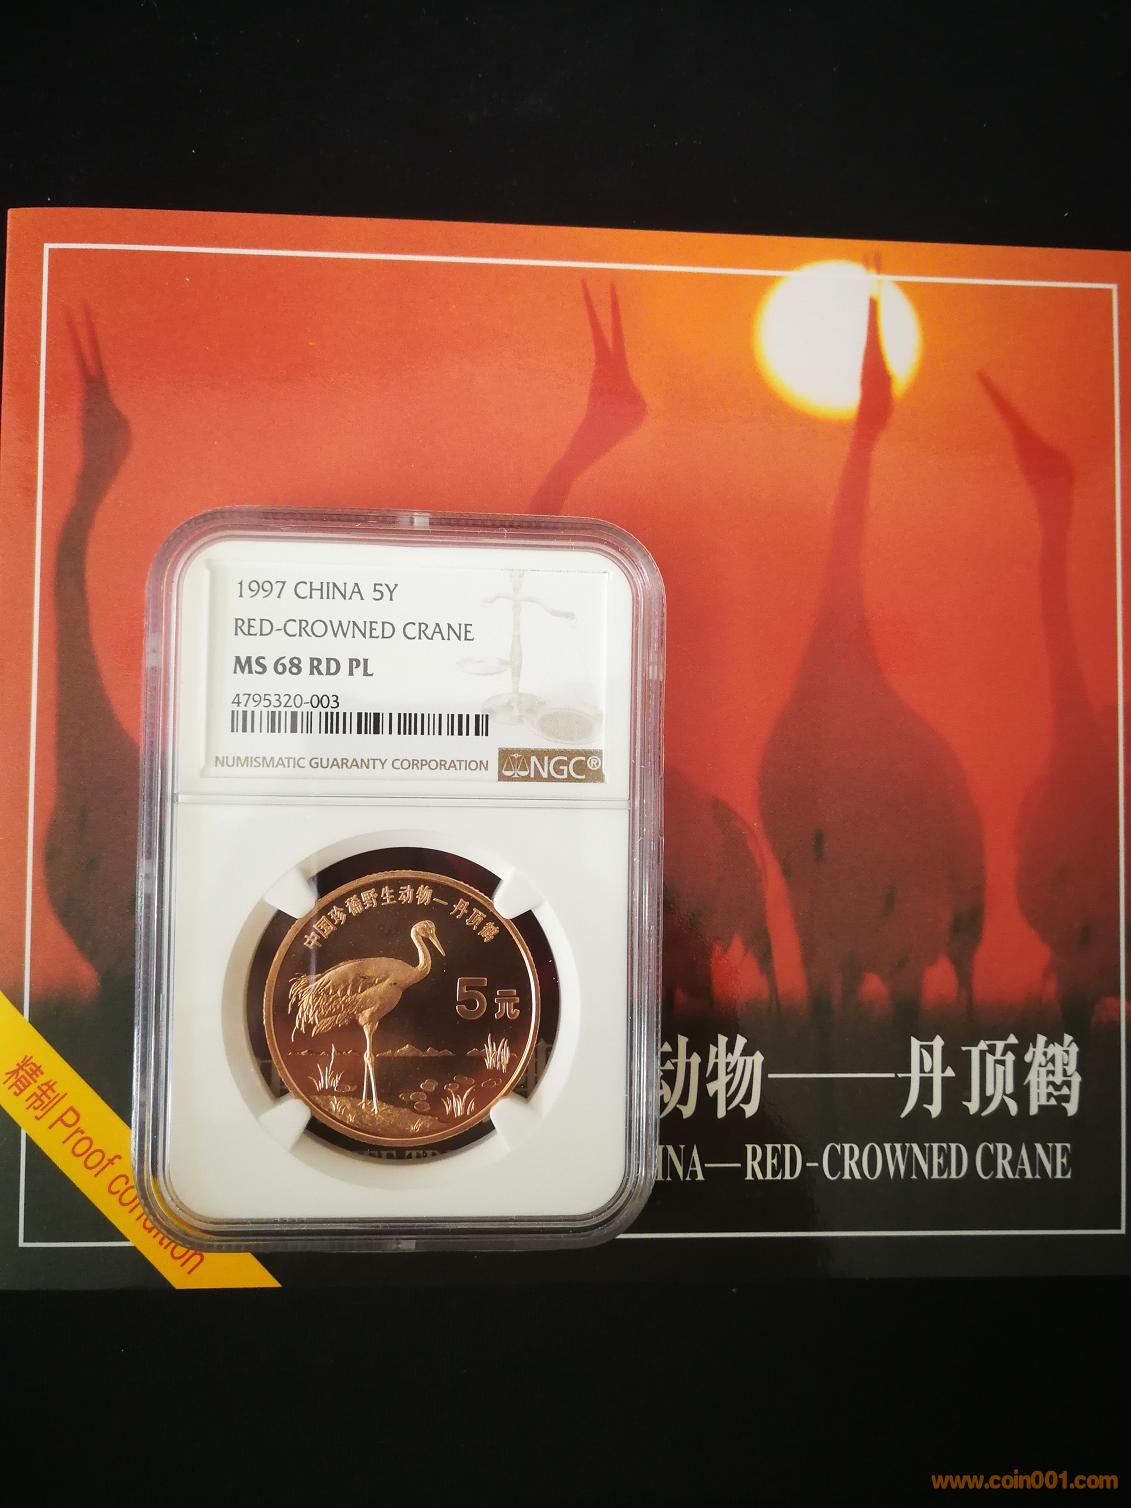 1997 CHINA 5Y
RED-CROWNED CRANE
MS 68 RD PL
4795320-003
NUMISMATIC GUARANTY CORPORATION NGC®
中国珍稀野生动物—丹顶鹤
5元
动物——丹顶鹤
INA—RED-CROWNED CRANE
精制 Proof condition
www.coin001.com